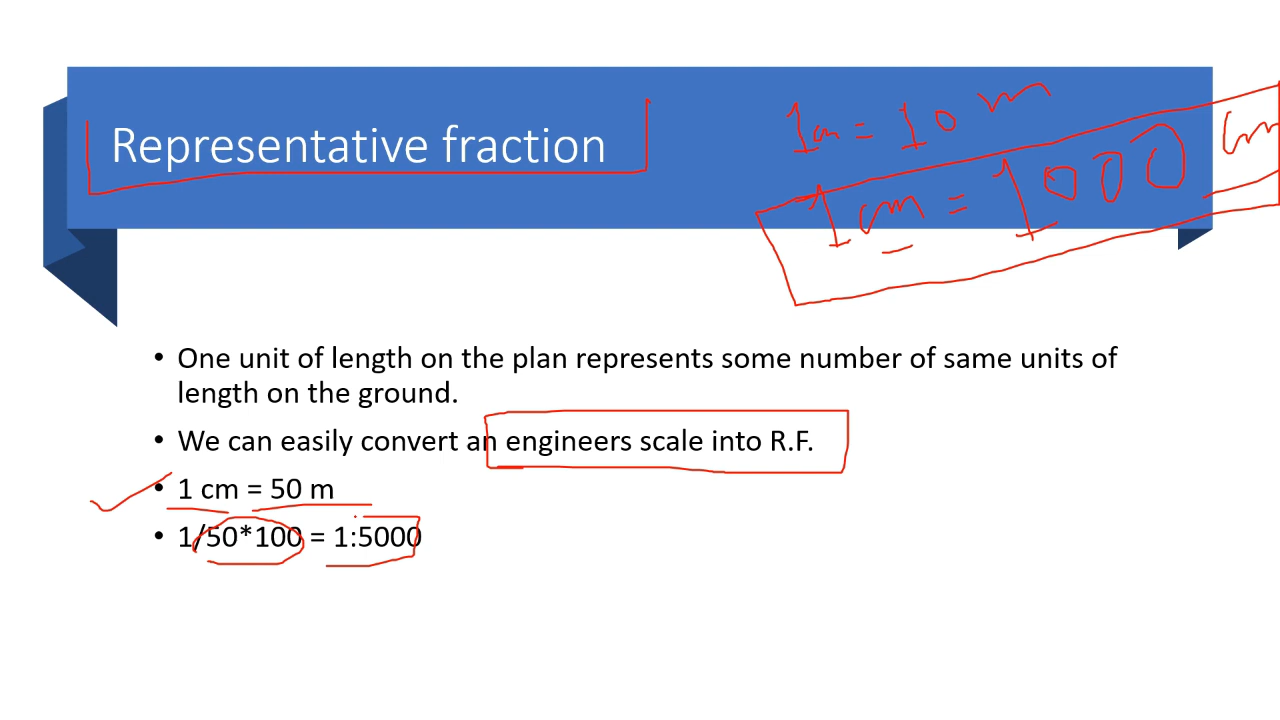 Representative fraction
1cm = 10 m
1cm = 1000 cm
• One unit of length on the plan represents some number of same units of
length on the ground.
• We can easily convert an engineers scale into R.F.
• 1 cm = 50 m
• 1/50*100 = 1:5000